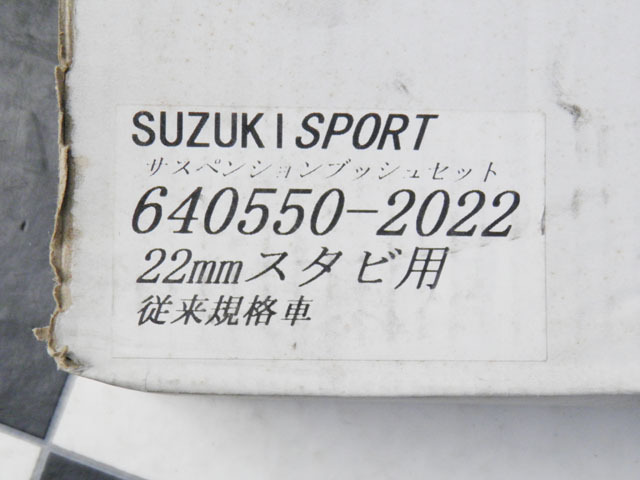 SUZUKI SPORT
サスペンションブッシュセット
640550-2022
22mmスタビ用
従来規格車